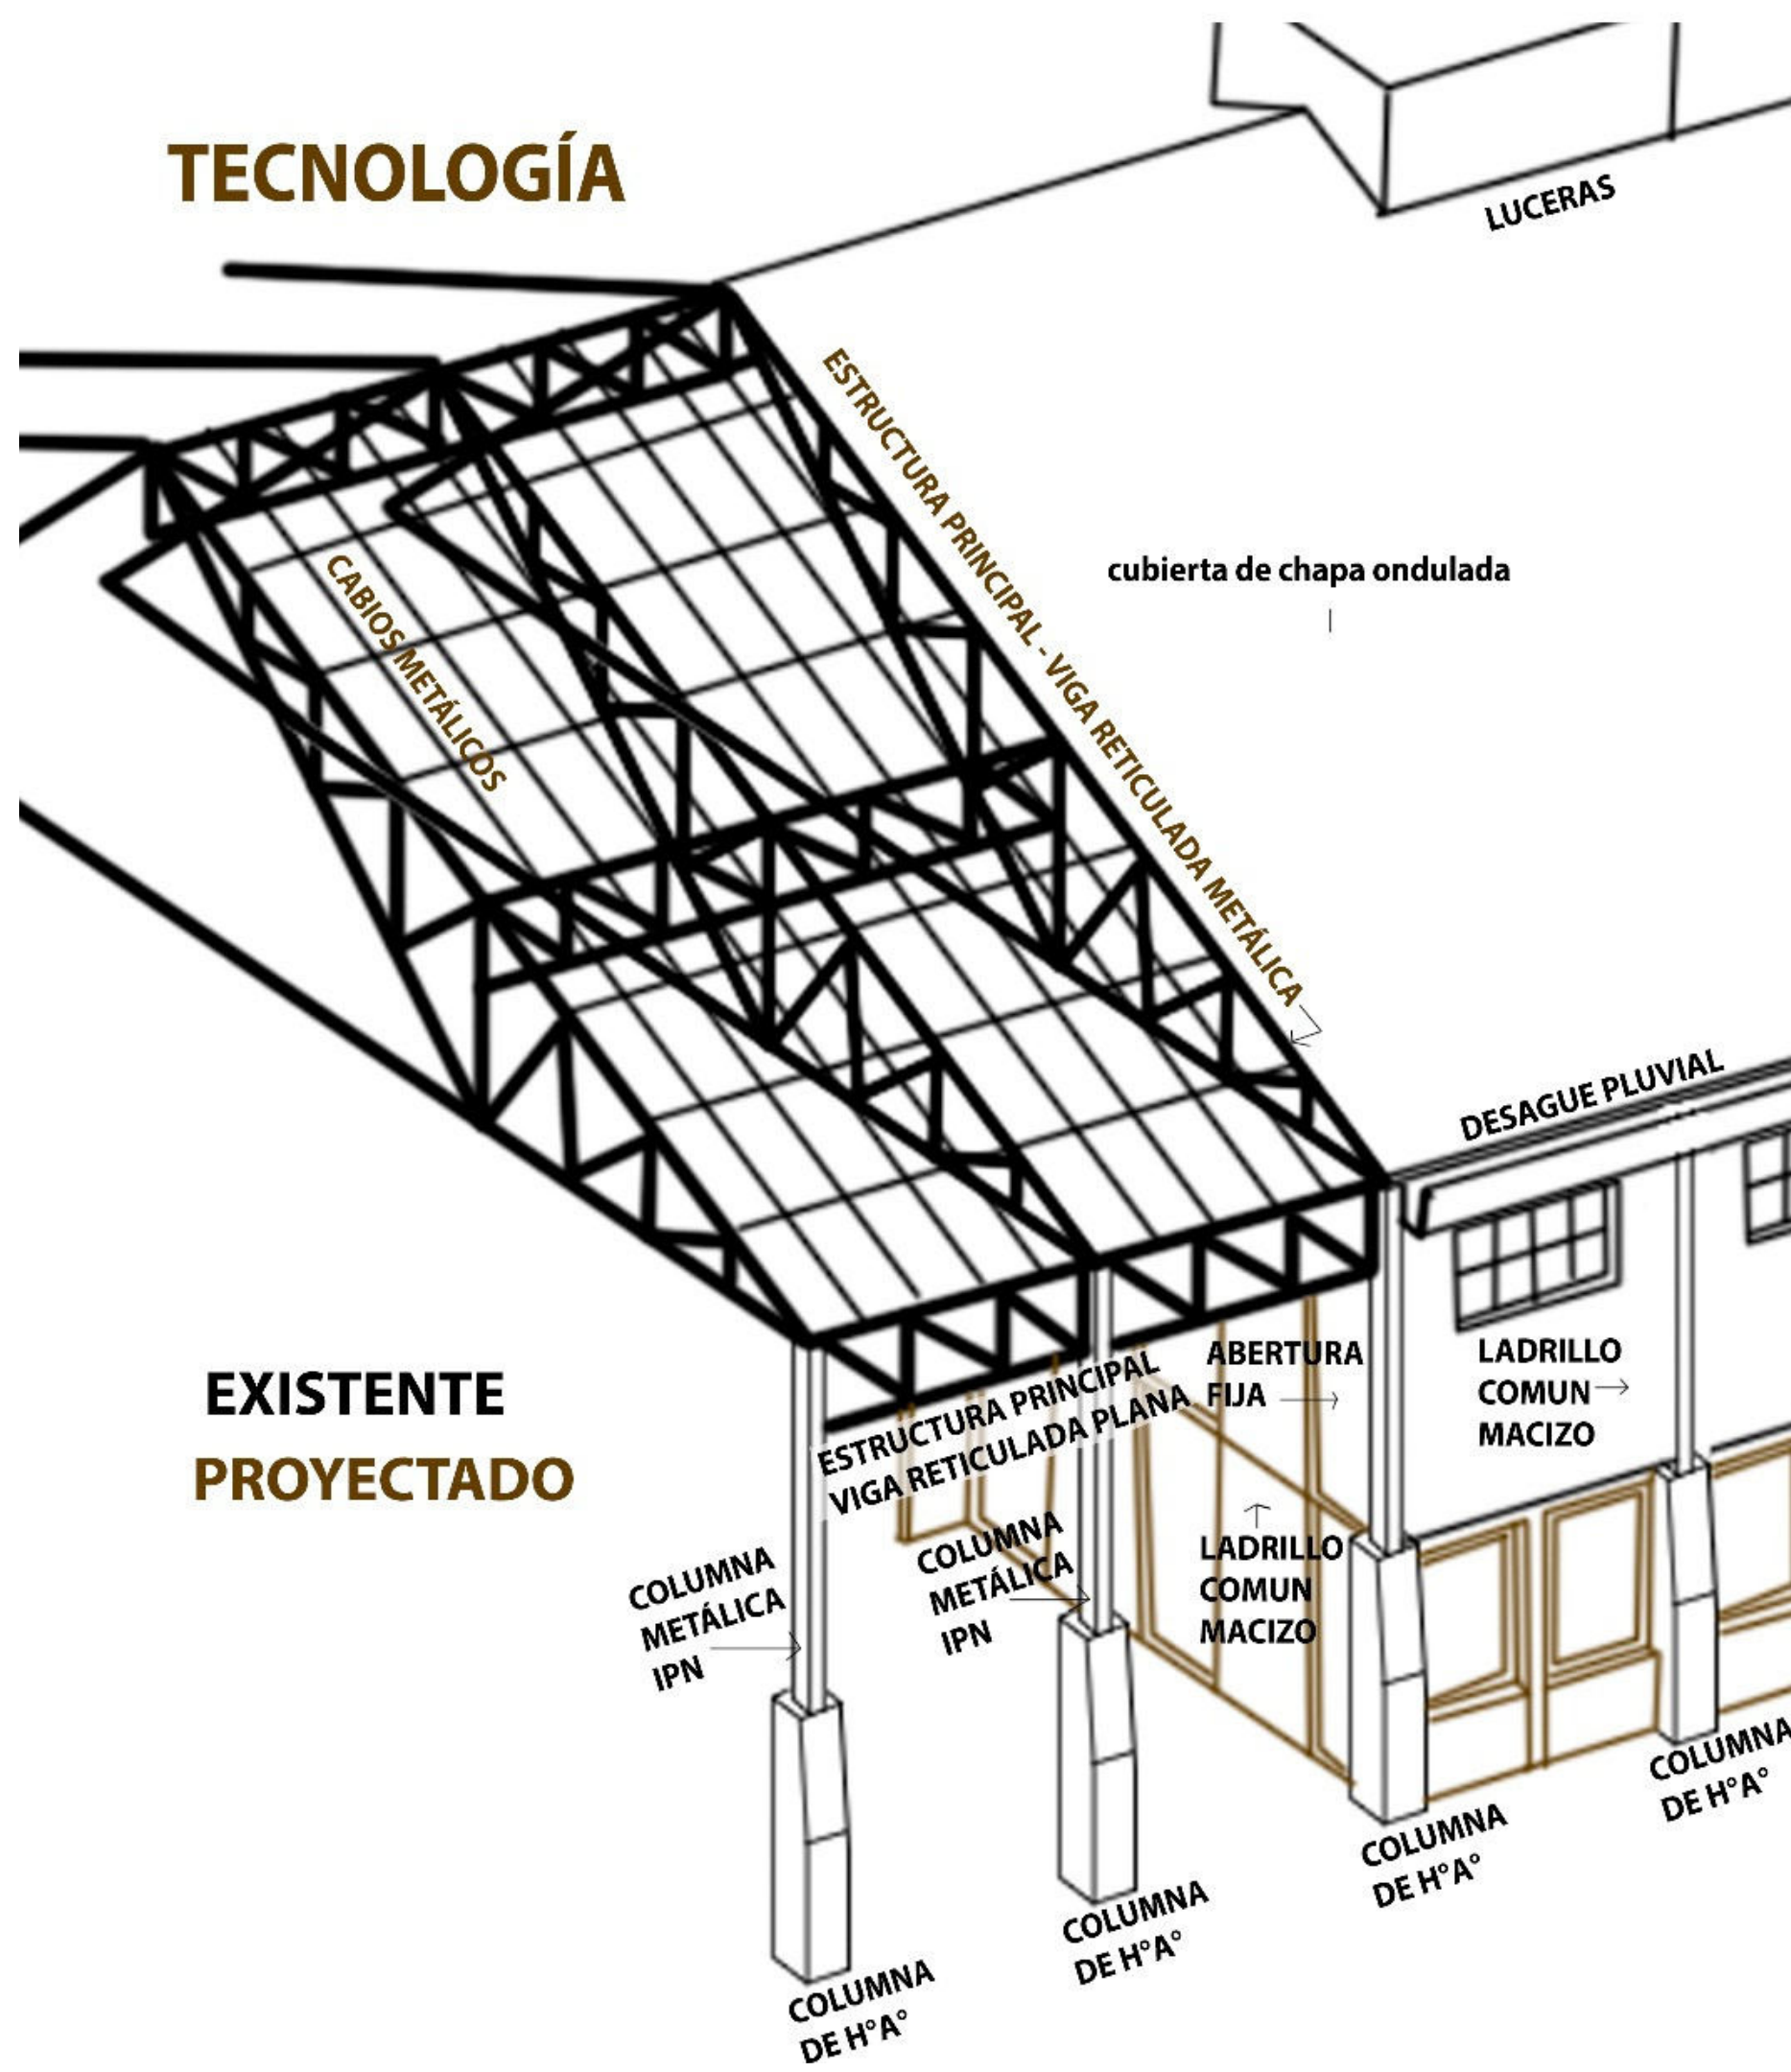 TECNOLOGÍA
LUCERAS
ESTRUCTURA PRINCIPAL - VIGA RETICULADA METÁLICA
cubierta de chapa ondulada
CABIOS METÁLICOS
DESAGUE PLUVIAL
EXISTENTE
PROYECTADO
ESTRUCTURA PRINCIPAL
VIGA RETICULADA PLANA
ABERTURA
FIJA
LADRILLO
COMUN
MACIZO
COLUMNA
METÁLICA
IPN
COLUMNA
METÁLICA
IPN
LADRILLO
COMUN
MACIZO
COLUMNA
DE H°A°
COLUMNA
DE H°A°
COLUMNA
DE H°A°
COLUMNA
DE H°A°